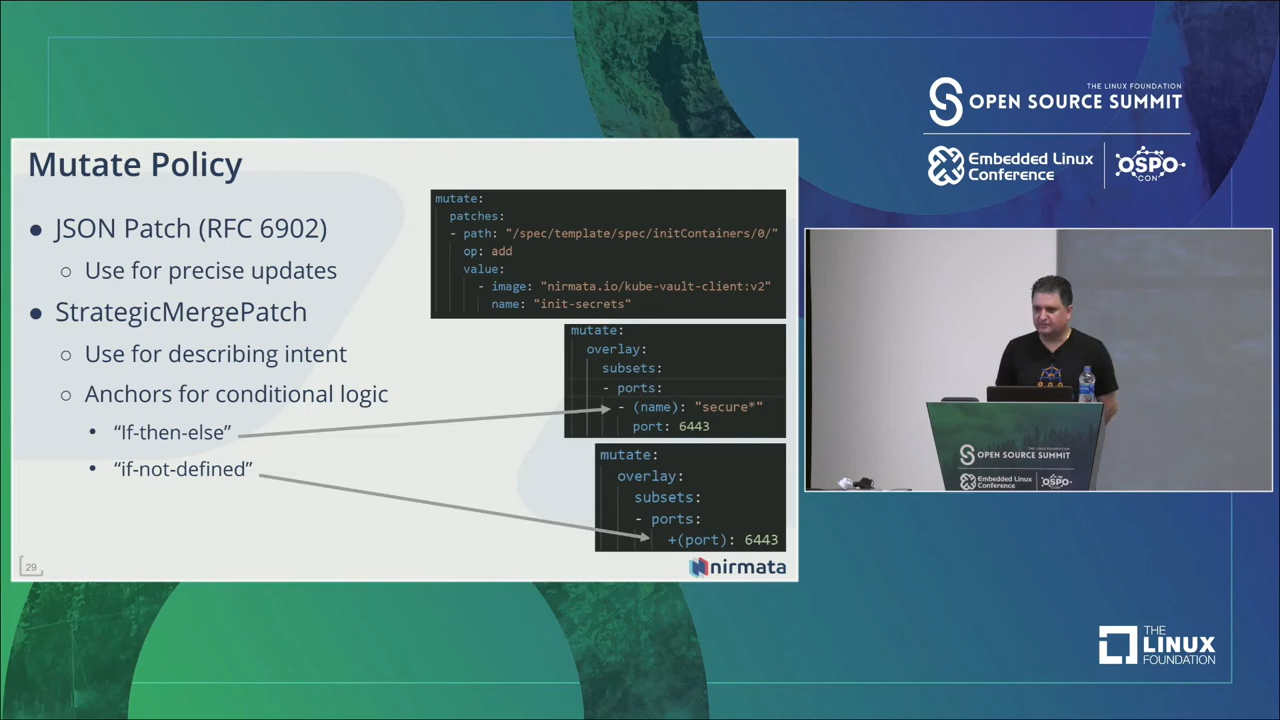 THE LINUX FOUNDATION
OPEN SOURCE SUMMIT
Embedded Linux
Conference
OSPO
CON
Mutate Policy
● JSON Patch (RFC 6902)
○ Use for precise updates
● StrategicMergePatch
○ Use for describing intent
○ Anchors for conditional logic
• “If-then-else”
• “if-not-defined”
mutate:
patches:
- path: "/spec/template/spec/initContainers/0/"
op: add
value:
- image: "nirmata.io/kube-vault-client:v2"
name: "init-secrets"
mutate:
overlay:
subsets:
- ports:
- (name): "secure*"
port: 6443
mutate:
overlay:
subsets:
- ports:
+(port): 6443
29
nirmata
OPEN SOURCE SUMMIT
Embedded Linux
Conference
OSPO
CON
THE
LINUX
FOUNDATION